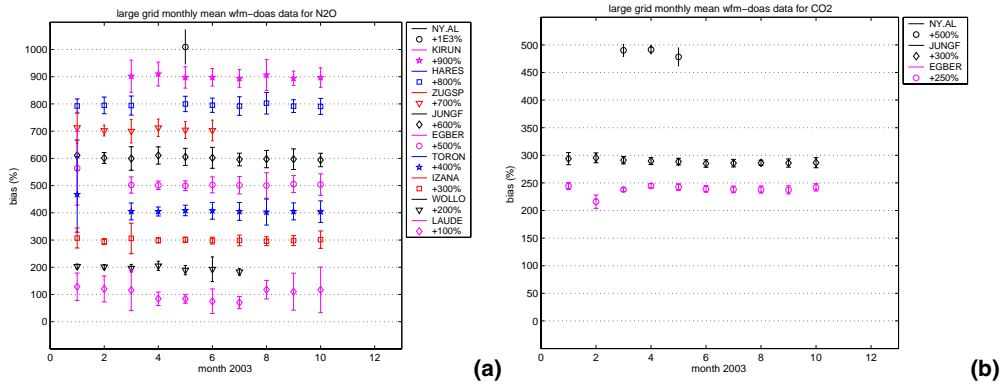 large grid monthly mean wfm-doas data for N2O
bias (%)
1000
900
800
700
600
500
400
300
200
100
0
0 2 4 6 8 10 12
month 2003
NY.AL
+1E3%
KIRUN
+900%
HARES
+800%
ZUGSP
+700%
JUNGF
+600%
EGBER
+500%
TORON
+400%
IZANA
+300%
WOLLO
+200%
LAUDE
+100%
(a)
large grid monthly mean wfm-doas data for CO2
bias (%)
500
450
400
350
300
250
200
150
100
50
0
0 2 4 6 8 10 12
month 2003
NY.AL
+500%
JUNGF
+300%
EGBER
+250%
(b)